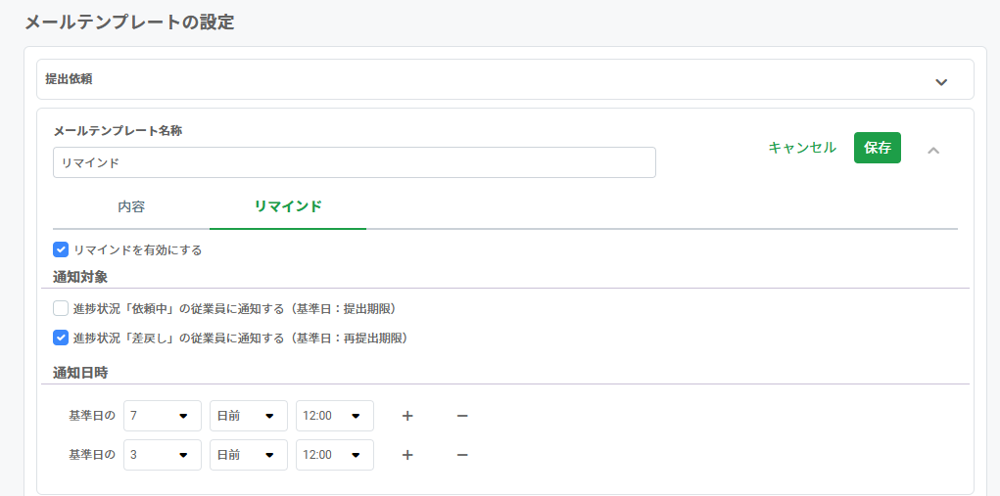 メールテンプレートの設定
提出依頼
メールテンプレート名称
キャンセル 保存
リマインド
内容 リマインド
リマインドを有効にする
通知対象
進捗状況「依頼中」の従業員に通知する（基準日：提出期限）
進捗状況「差戻し」の従業員に通知する（基準日：再提出期限）
通知日時
基準日の 7 日前 12:00 + −
基準日の 3 日前 12:00 + −